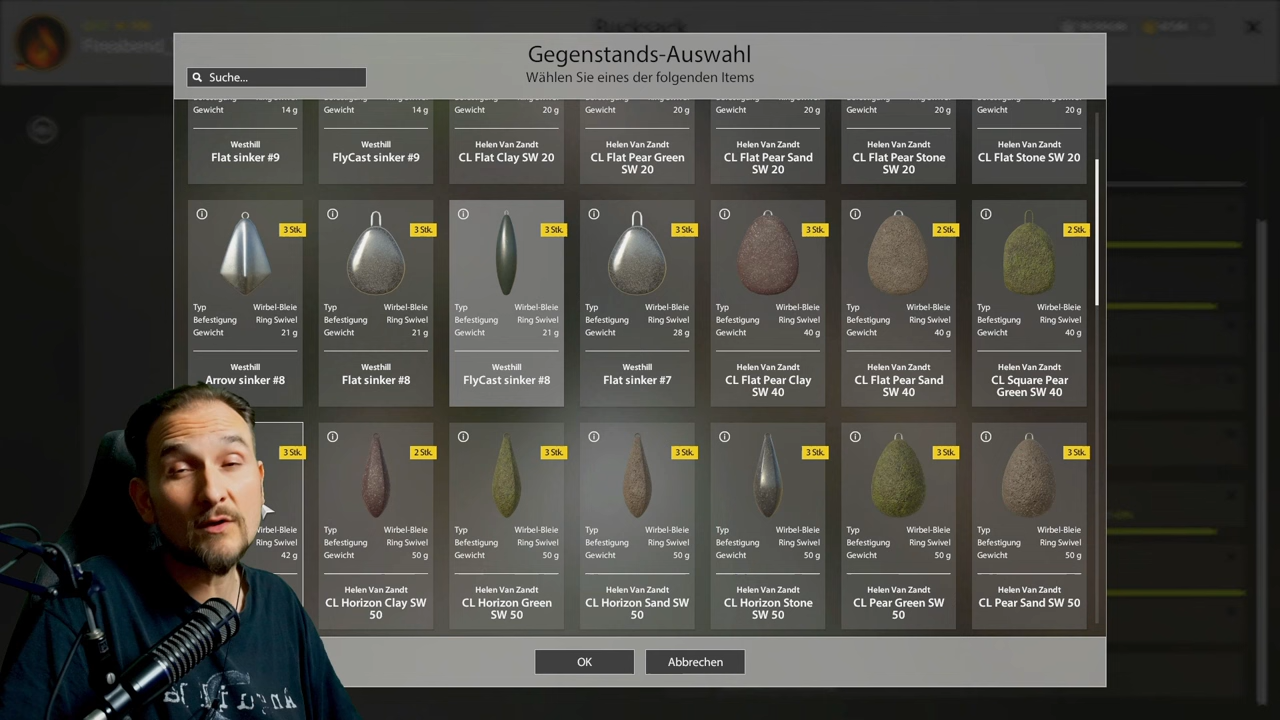 Rucksack
Gegenstands-Auswahl
Wählen Sie eines der folgenden Items
Suche...
Gewicht 14 g
Gewicht 14 g
Gewicht 20 g
Gewicht 20 g
Gewicht 20 g
Gewicht 20 g
Gewicht 20 g
Westhill
Flat sinker #9
Westhill
FlyCast sinker #9
Helen Van Zandt
CL Flat Clay SW 20
Helen Van Zandt
CL Flat Pear Green
SW 20
Helen Van Zandt
CL Flat Pear Sand
SW 20
Helen Van Zandt
CL Flat Pear Stone
SW 20
Helen Van Zandt
CL Flat Stone SW 20
3 Stk.
Typ Wirbel-Bleie
Befestigung Ring Swivel
Gewicht 21 g
Westhill
Arrow sinker #8
3 Stk.
Typ Wirbel-Bleie
Befestigung Ring Swivel
Gewicht 21 g
Westhill
Flat sinker #8
3 Stk.
Typ Wirbel-Bleie
Befestigung Ring Swivel
Gewicht 21 g
Westhill
FlyCast sinker #8
3 Stk.
Typ Wirbel-Bleie
Befestigung Ring Swivel
Gewicht 28 g
Westhill
Flat sinker #7
3 Stk.
Typ Wirbel-Bleie
Befestigung Ring Swivel
Gewicht 40 g
Helen Van Zandt
CL Flat Pear Clay
SW 40
2 Stk.
Typ Wirbel-Bleie
Befestigung Ring Swivel
Gewicht 40 g
Helen Van Zandt
CL Flat Pear Sand
SW 40
2 Stk.
Typ Wirbel-Bleie
Befestigung Ring Swivel
Gewicht 40 g
Helen Van Zandt
CL Square Pear
Green SW 40
3 Stk.
Wirbel-Bleie
Ring Swivel
42 g
2 Stk.
Typ Wirbel-Bleie
Befestigung Ring Swivel
Gewicht 50 g
Helen Van Zandt
CL Horizon Clay SW
50
3 Stk.
Typ Wirbel-Bleie
Befestigung Ring Swivel
Gewicht 50 g
Helen Van Zandt
CL Horizon Green
SW 50
3 Stk.
Typ Wirbel-Bleie
Befestigung Ring Swivel
Gewicht 50 g
Helen Van Zandt
CL Horizon Sand SW
50
3 Stk.
Typ Wirbel-Bleie
Befestigung Ring Swivel
Gewicht 50 g
Helen Van Zandt
CL Horizon Stone
SW 50
3 Stk.
Typ Wirbel-Bleie
Befestigung Ring Swivel
Gewicht 50 g
Helen Van Zandt
CL Pear Green SW
50
3 Stk.
Typ Wirbel-Bleie
Befestigung Ring Swivel
Gewicht 50 g
Helen Van Zandt
CL Pear Sand SW 50
OK
Abbrechen